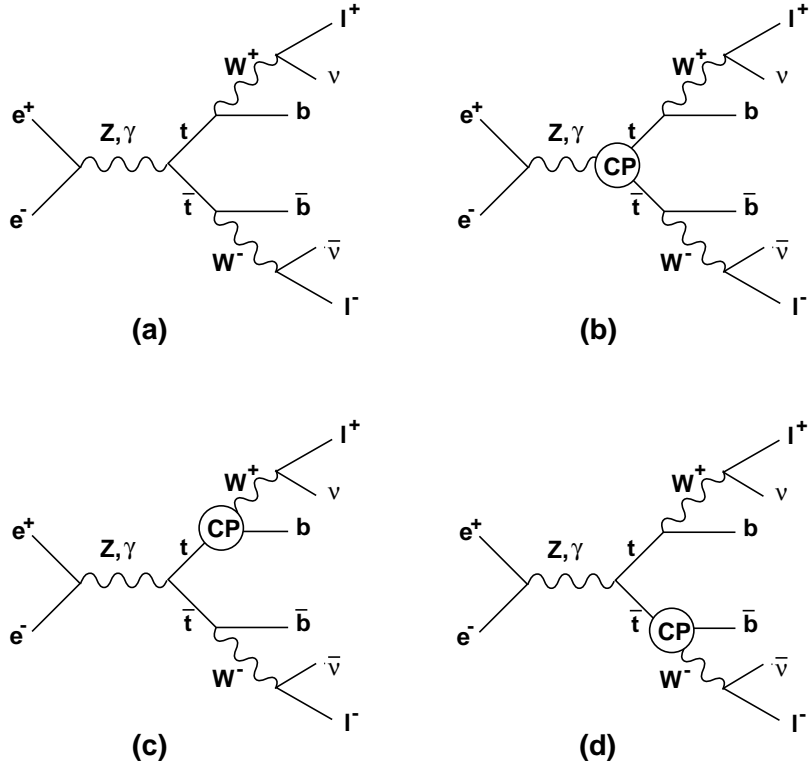 l⁺
W⁺
ν
e⁺
Z, γ
t
b
e⁻
t̄
b̄
W⁻
ν̄
l⁻
(a)
l⁺
W⁺
ν
e⁺
Z, γ
t
b
CP
e⁻
t̄
b̄
W⁻
ν̄
l⁻
(b)
l⁺
W⁺
ν
e⁺
Z, γ
t
CP
b
e⁻
t̄
b̄
W⁻
ν̄
l⁻
(c)
l⁺
W⁺
ν
e⁺
Z, γ
t
b
e⁻
t̄
CP
b̄
W⁻
ν̄
l⁻
(d)